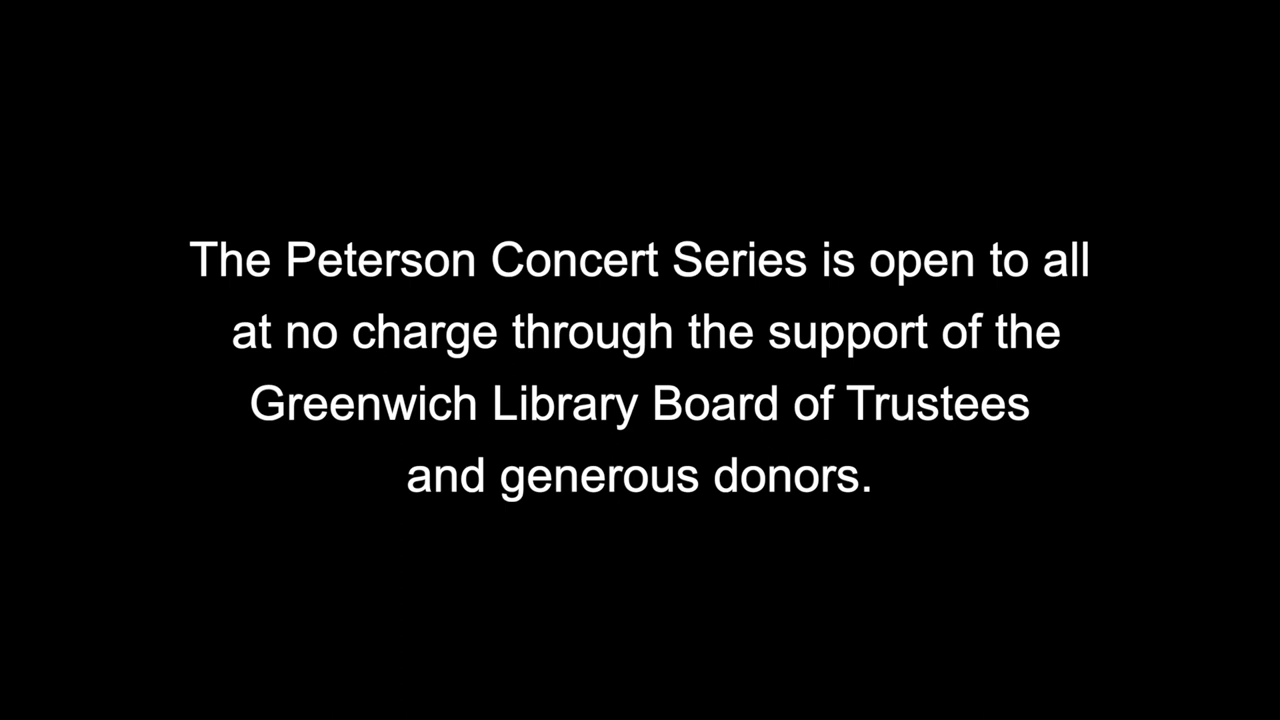 The Peterson Concert Series is open to all
at no charge through the support of the
Greenwich Library Board of Trustees
and generous donors.